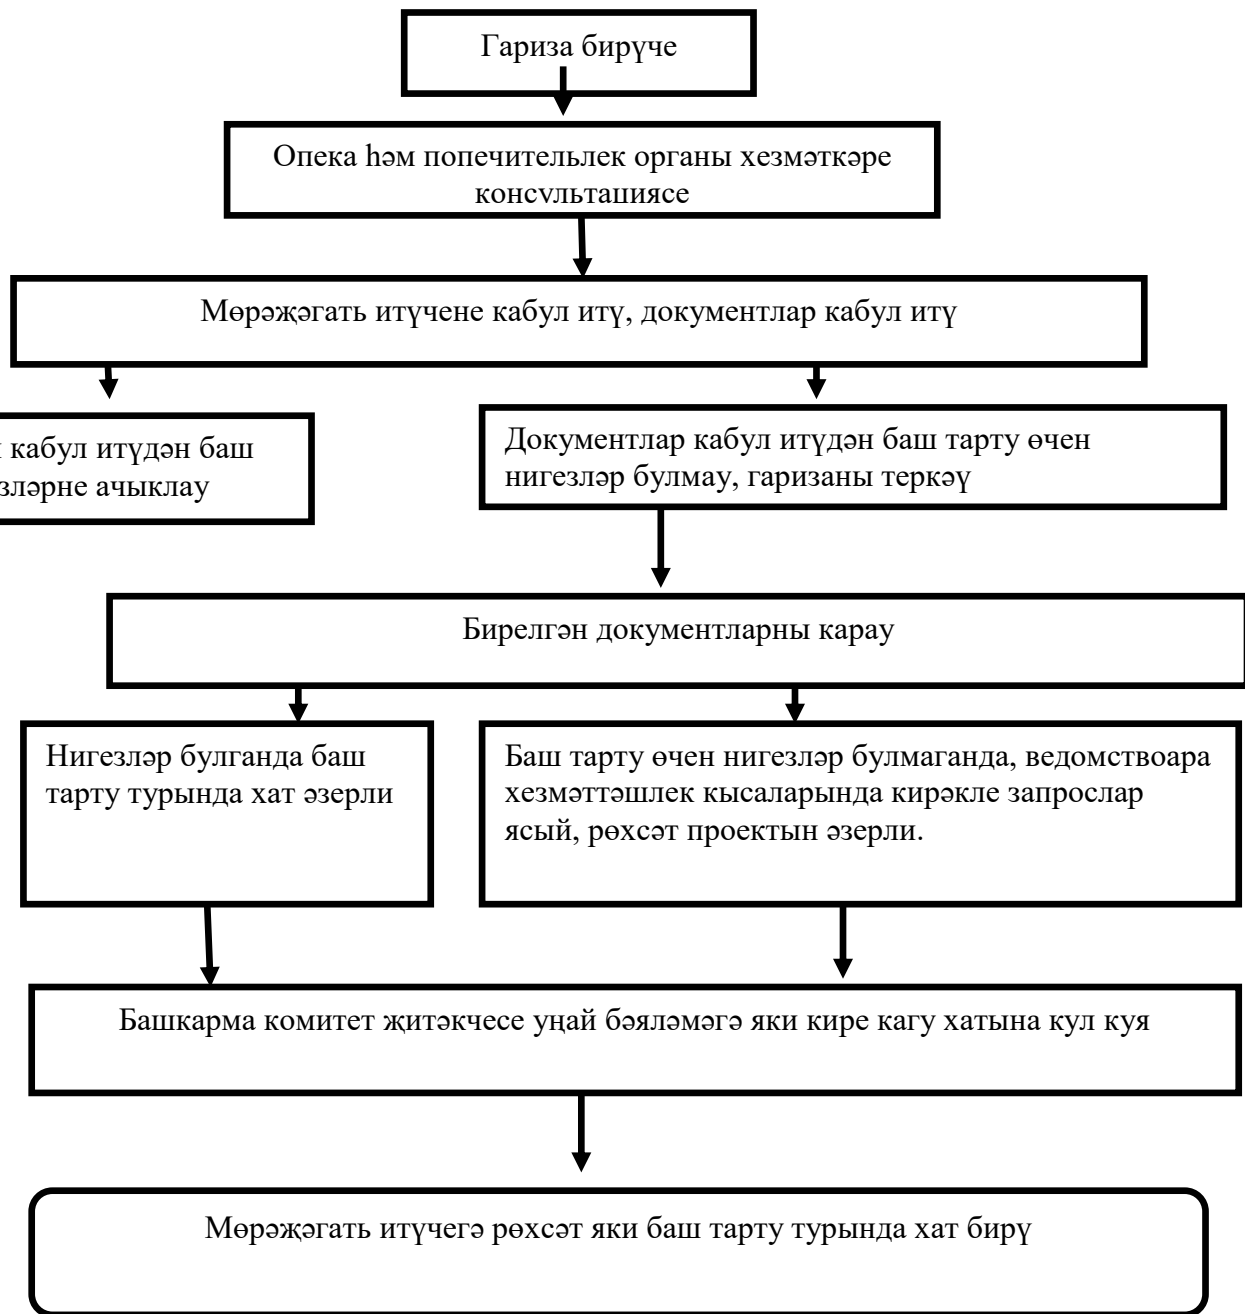 Гариза бирүче
Опека һәм попечительлек органы хезмәткәре
консультациясе
Мөрәҗәгать итүчене кабул итү, документлар кабул итү
кабул итүдән баш
ачыклау
Документлар кабул итүдән баш тарту өчен
нигезләр булмау, гаризаны теркәү
Бирелгән документларны карау
Нигезләр булганда баш
тарту турында хат әзерли
Баш тарту өчен нигезләр булмаганда, ведомствоара
хезмәттәшлек кысаларында кирәкле запрослар
ясый, рөхсәт проектын әзерли.
Башкарма комитет җитәкчесе уңай бәяләмәгә яки кире кагу хатына кул куя
Мөрәҗәгать итүчегә рөхсәт яки баш тарту турында хат бирү